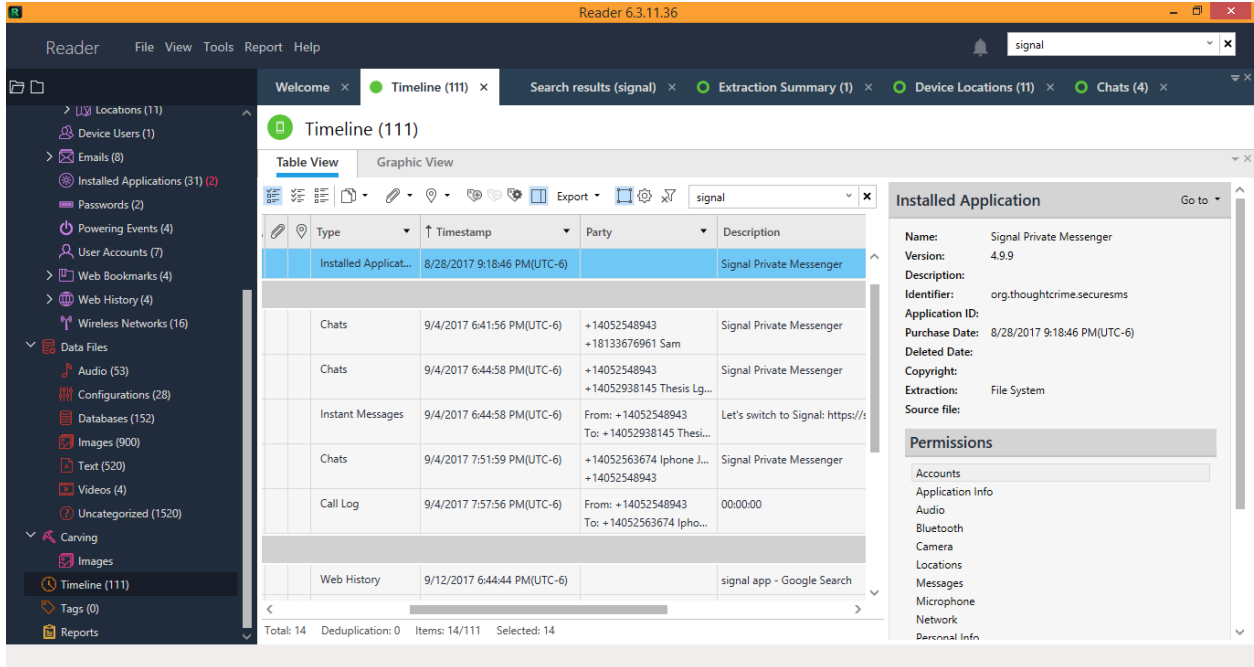 Reader 6.3.11.36
Reader File View Tools Report Help
signal
Welcome
Timeline (111)
Search results (signal)
Extraction Summary (1)
Device Locations (11)
Chats (4)
Locations (11)
Device Users (1)
Emails (8)
Installed Applications (31) (2)
Passwords (2)
Powering Events (4)
User Accounts (7)
Web Bookmarks (4)
Web History (4)
Wireless Networks (16)
Data Files
Audio (53)
Configurations (28)
Databases (152)
Images (900)
Text (520)
Videos (4)
Uncategorized (1520)
Carving
Images
Timeline (111)
Tags (0)
Reports
Timeline (111)
Table View Graphic View
Export signal
Type Timestamp Party Description
Installed Applicat... 8/28/2017 9:18:46 PM(UTC-6) Signal Private Messenger
Chats 9/4/2017 6:41:56 PM(UTC-6) +14052548943 Signal Private Messenger
+18133676961 Sam
Chats 9/4/2017 6:44:58 PM(UTC-6) +14052548943 Signal Private Messenger
+14052938145 Thesis Lg...
Instant Messages 9/4/2017 6:44:58 PM(UTC-6) From: +14052548943 Let's switch to Signal: https://s
To: +14052938145 Thesi...
Chats 9/4/2017 7:51:59 PM(UTC-6) +14052563674 Iphone J... Signal Private Messenger
+14052548943
Call Log 9/4/2017 7:57:56 PM(UTC-6) From: +14052548943 00:00:00
To: +14052563674 Ipho...
Web History 9/12/2017 6:44:44 PM(UTC-6) signal app - Google Search
Total: 14 Deduplication: 0 Items: 14/111 Selected: 14
Installed Application Go to
Name: Signal Private Messenger
Version: 4.9.9
Description:
Identifier: org.thoughtcrime.securesms
Application ID:
Purchase Date: 8/28/2017 9:18:46 PM(UTC-6)
Deleted Date:
Copyright:
Extraction: File System
Source file:
Permissions
Accounts
Application Info
Audio
Bluetooth
Camera
Locations
Messages
Microphone
Network
Personal Info